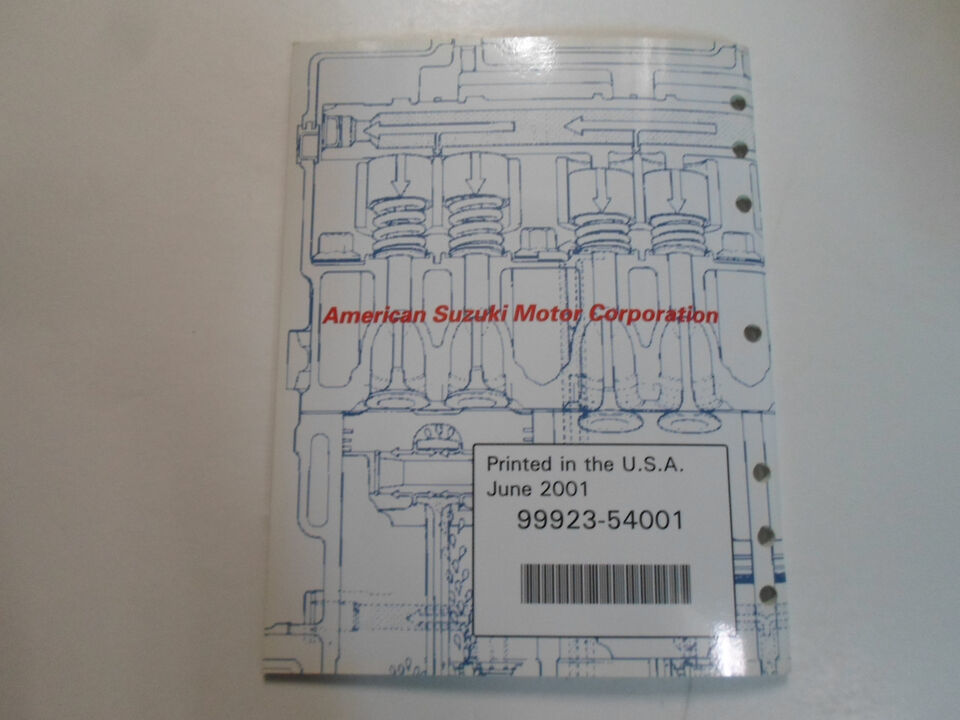 American Suzuki Motor Corporation
Printed in the U.S.A.
June 2001
99923-54001